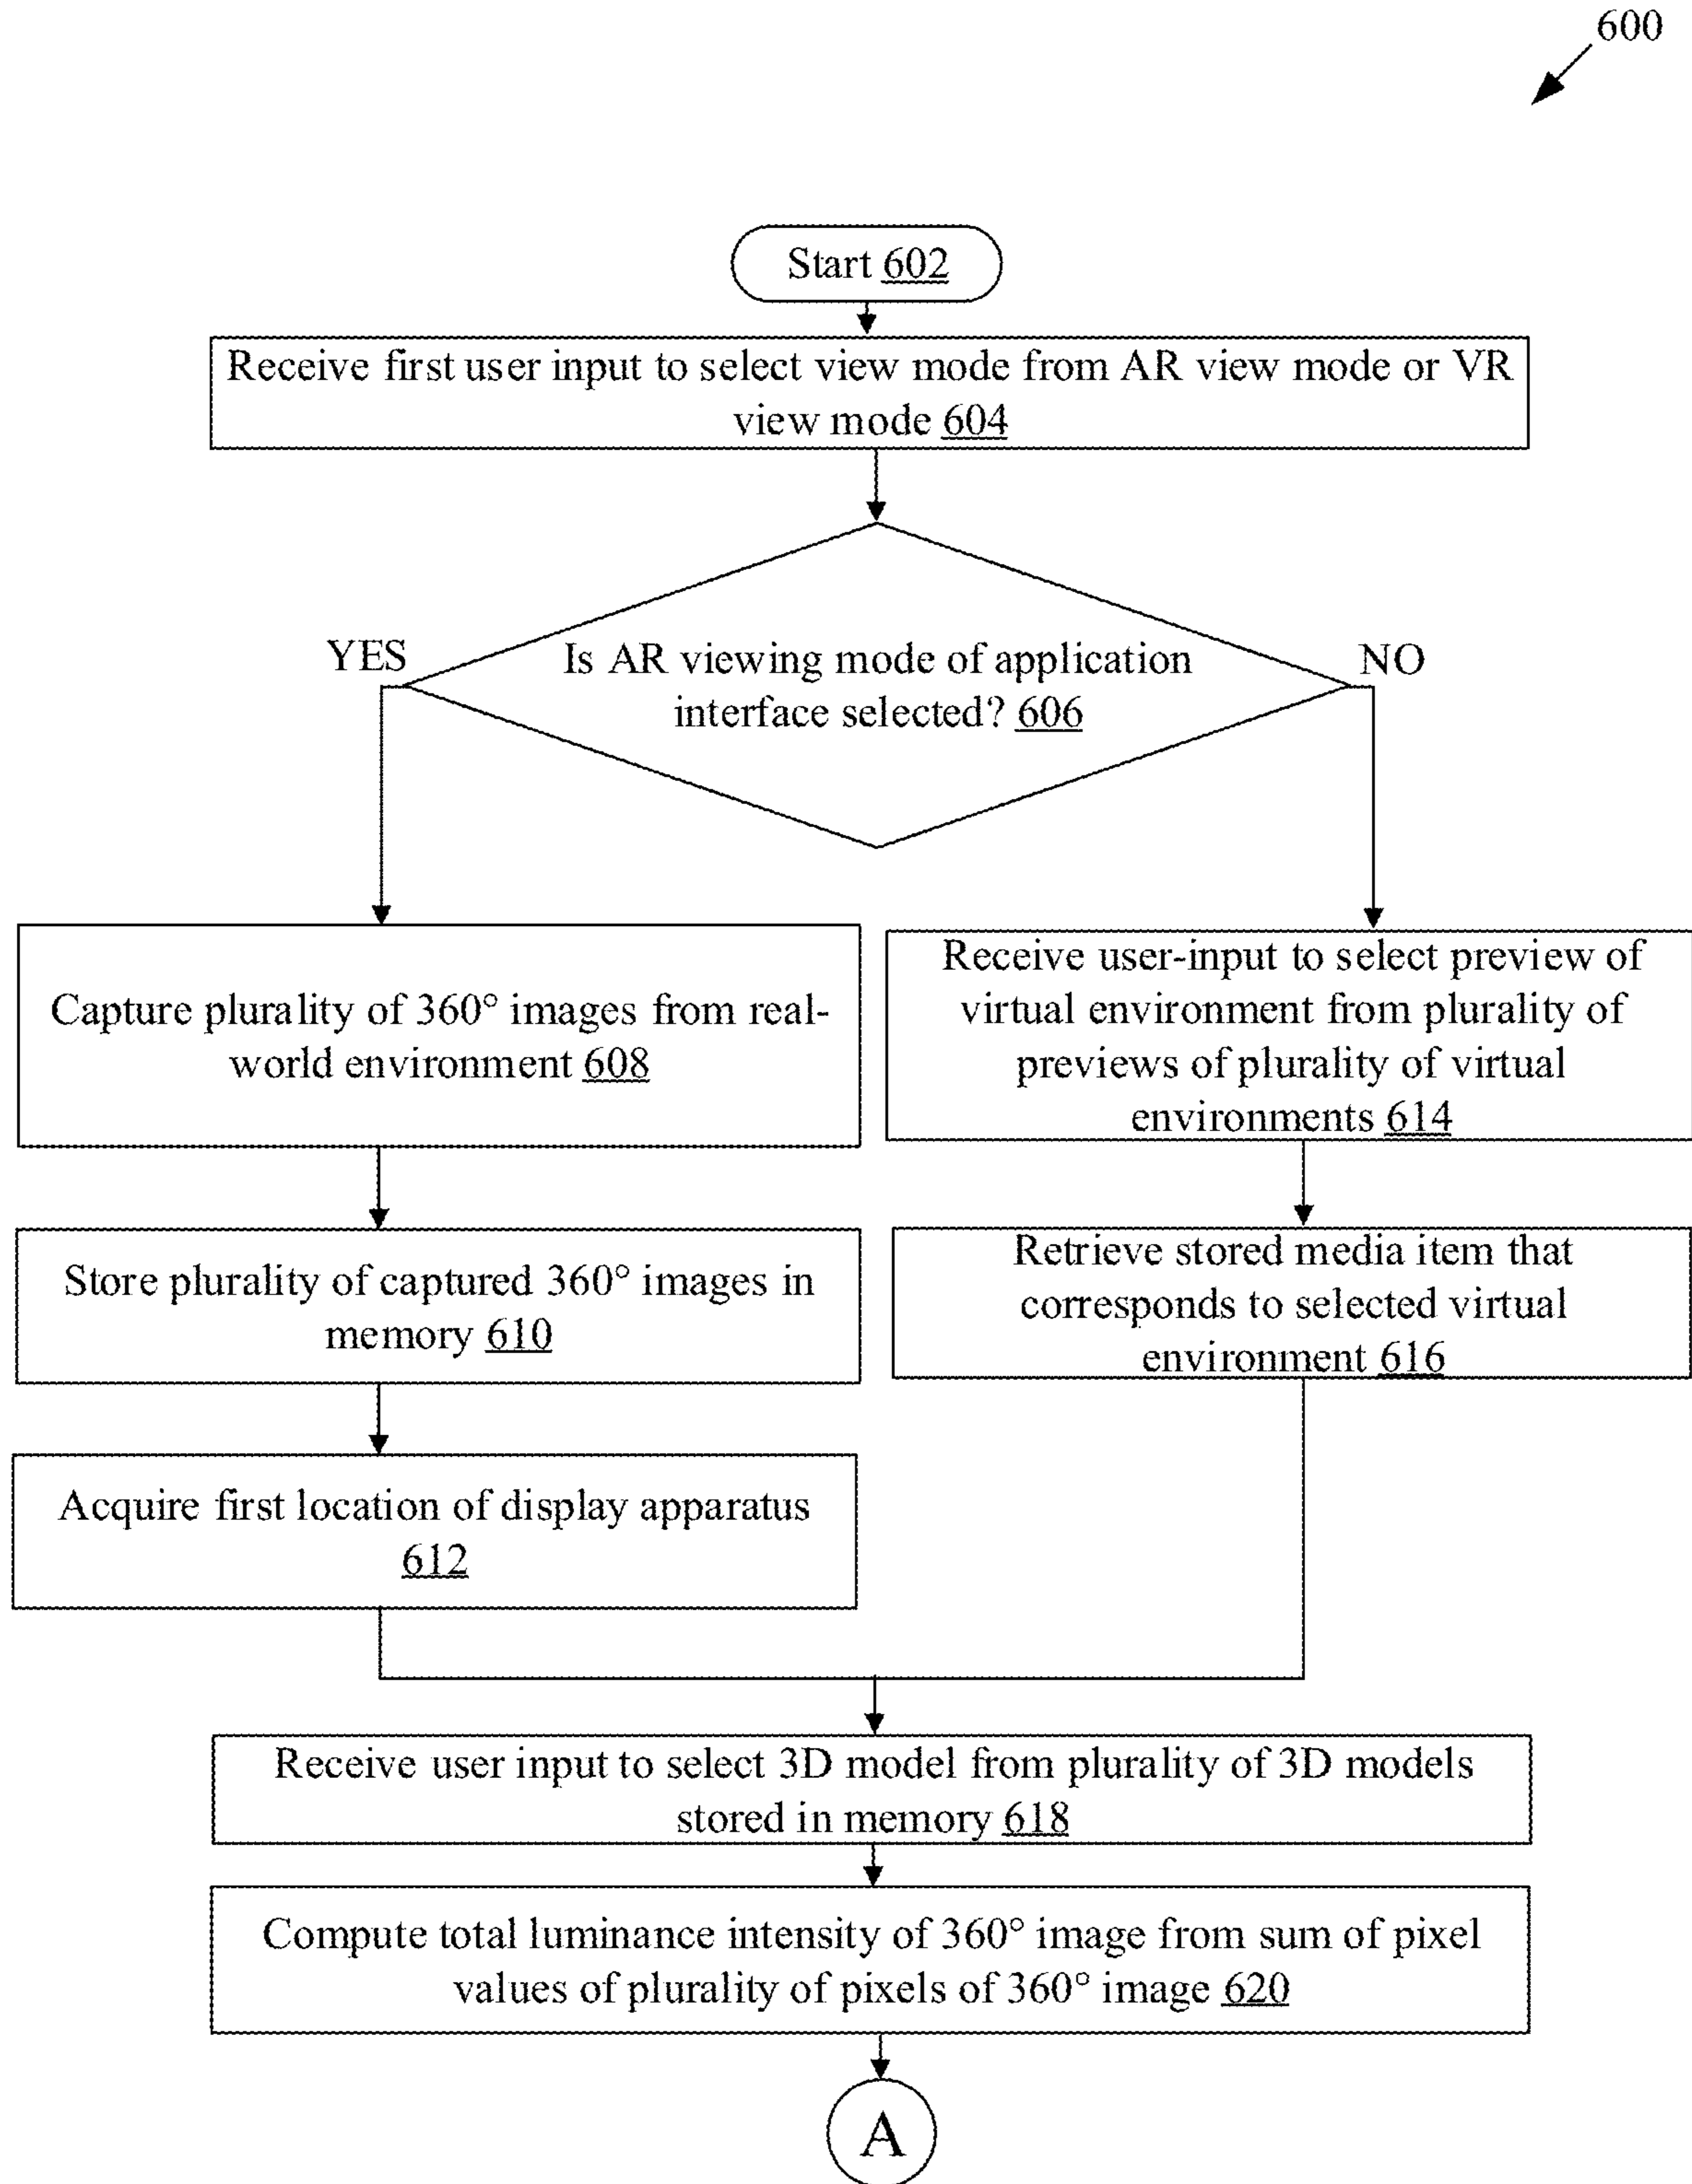 600
Start 602
Receive first user input to select view mode from AR view mode or VR
view mode 604
YES
Is AR viewing mode of application
interface selected? 606
NO
Capture plurality of 360° images from real-
world environment 608
Receive user-input to select preview of
virtual environment from plurality of
previews of plurality of virtual
environments 614
Store plurality of captured 360° images in
memory 610
Retrieve stored media item that
corresponds to selected virtual
environment 616
Acquire first location of display apparatus
612
Receive user input to select 3D model from plurality of 3D models
stored in memory 618
Compute total luminance intensity of 360° image from sum of pixel
values of plurality of pixels of 360° image 620
A